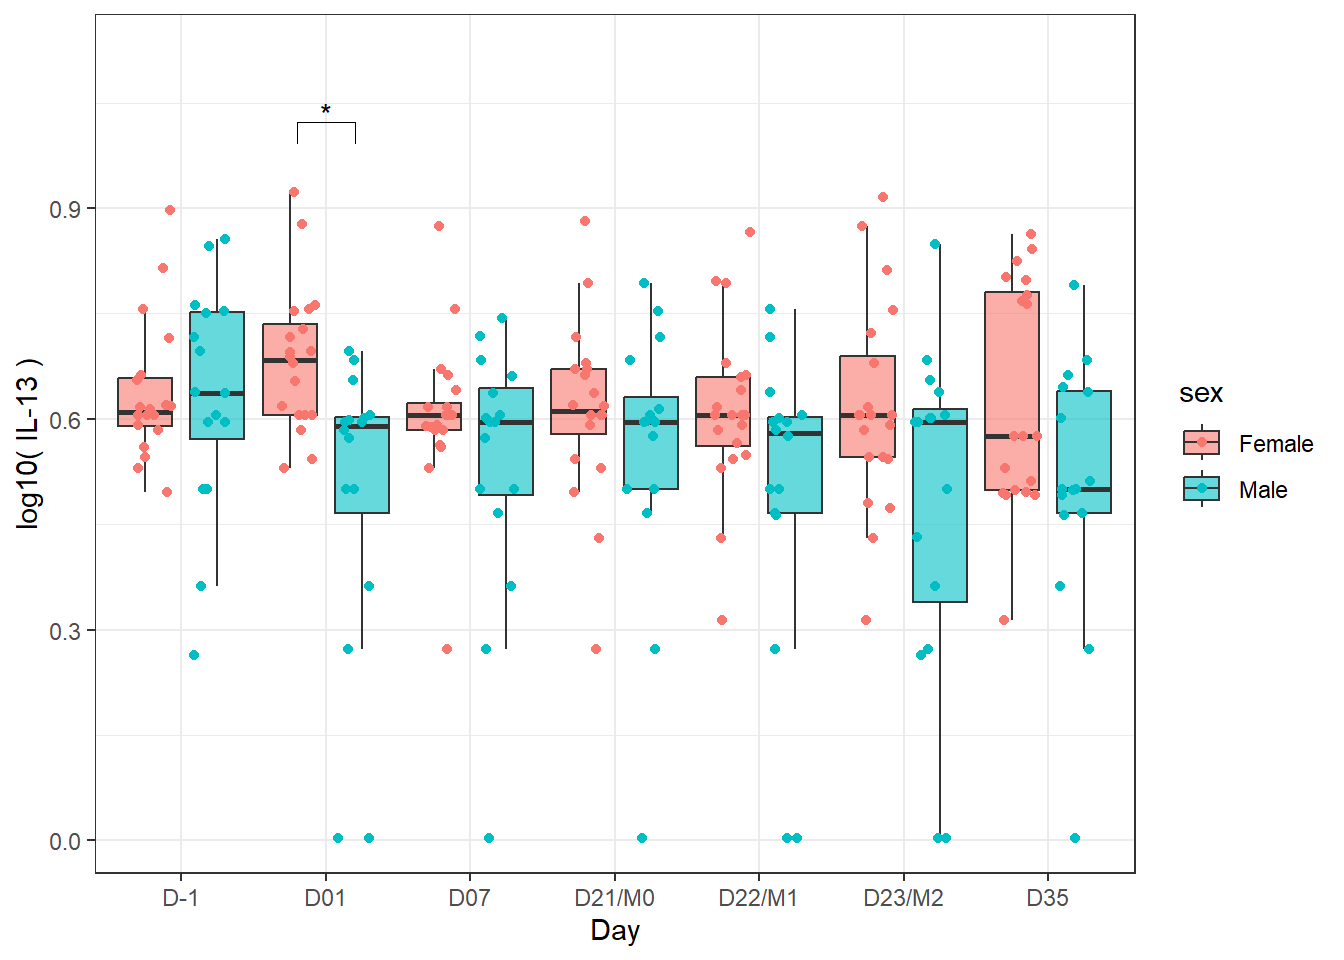 *
0.9
0.6
0.3
0.0
log10( IL-13 )
D-1 D01 D07 D21/M0 D22/M1 D23/M2 D35
Day
sex
Female
Male